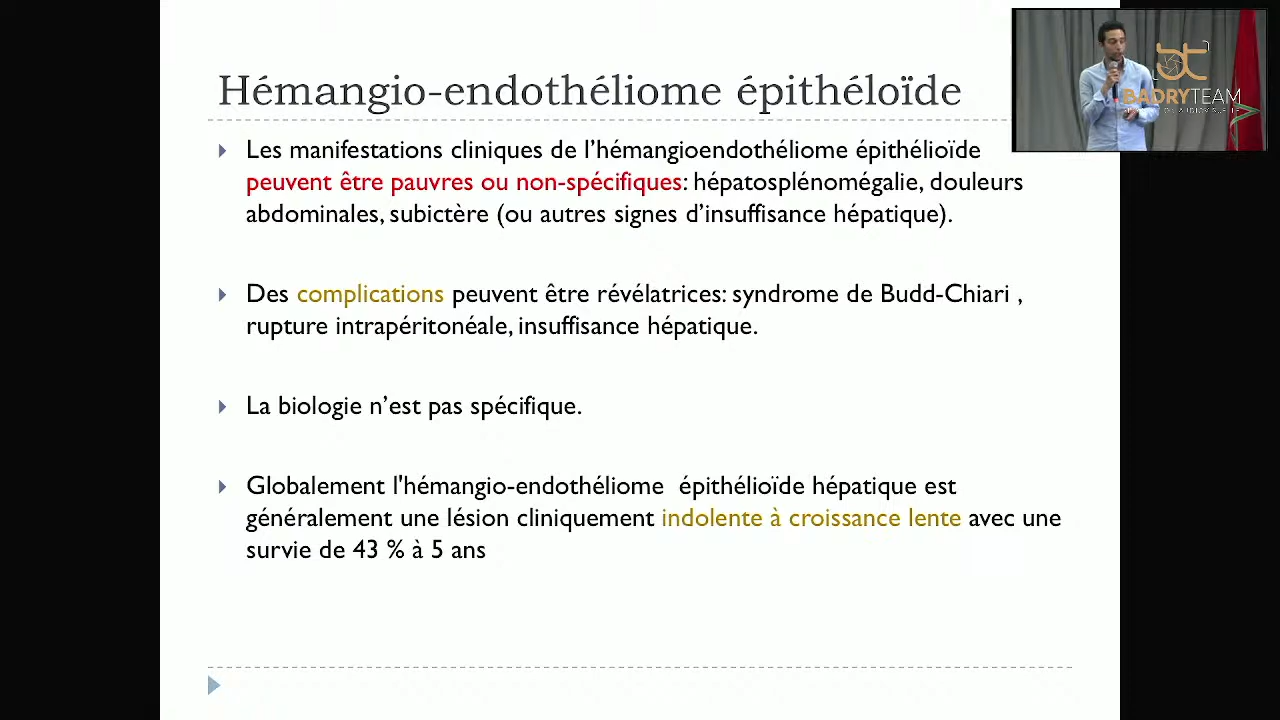 Hémangio-endothéliome épithéloïde
Les manifestations cliniques de l’hémangioendothéliome épithélioïde
peuvent être pauvres ou non-spécifiques: hépatosplénomégalie, douleurs
abdominales, subictère (ou autres signes d’insuffisance hépatique).
Des complications peuvent être révélatrices: syndrome de Budd-Chiari ,
rupture intrapéritonéale, insuffisance hépatique.
La biologie n’est pas spécifique.
Globalement l'hémangio-endothéliome épithélioïde hépatique est
généralement une lésion cliniquement indolente à croissance lente avec une
survie de 43 % à 5 ans
BADRYTEAM